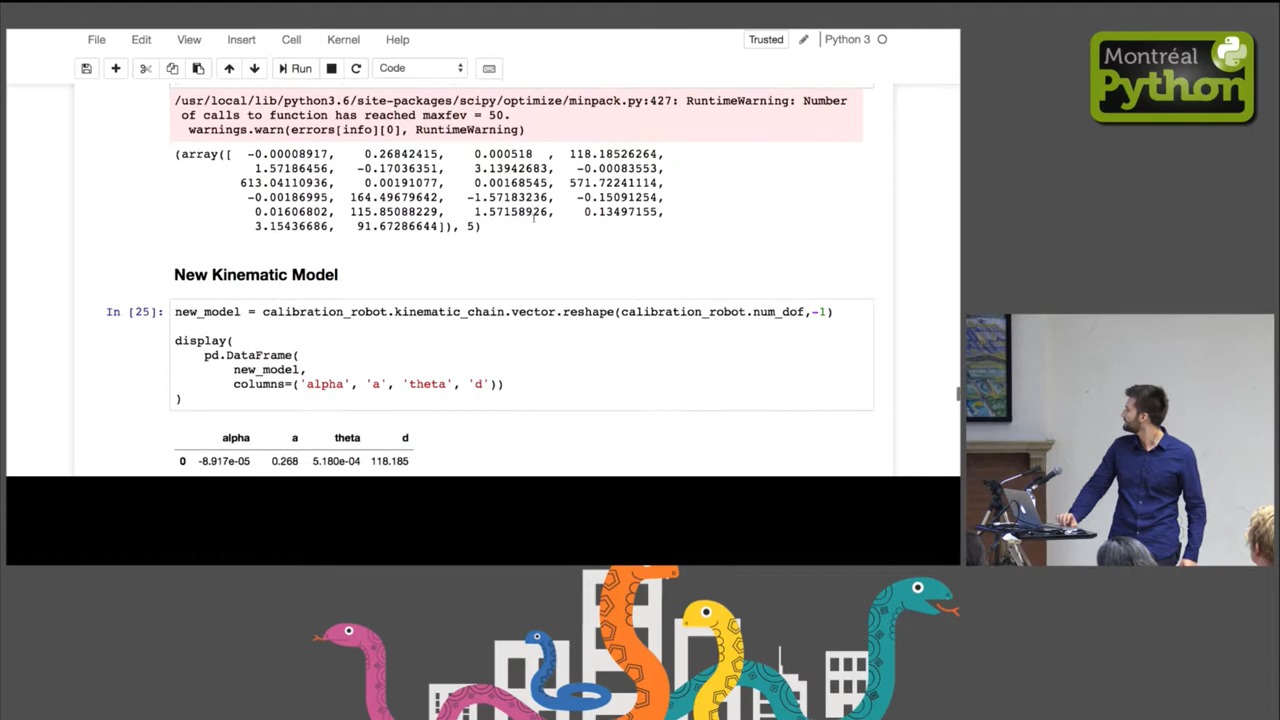 File Edit View Insert Cell Kernel Help Trusted Python 3
Run Code
/usr/local/lib/python3.6/site-packages/scipy/optimize/minpack.py:427: RuntimeWarning: Number
of calls to function has reached maxfev = 50.
warnings.warn(errors[info][0], RuntimeWarning)
(array([ -0.00008917, 0.26842415, 0.000518 , 118.18526264,
1.57186456, -0.17036351, 3.13942683, -0.00083553,
613.04110936, 0.00191077, 0.00168545, 571.72241114,
-0.00186995, 164.49679642, -1.57183236, -0.15091254,
0.01606802, 115.85088229, 1.57158926, 0.13497155,
3.15436686, 91.67286644]), 5)
New Kinematic Model
In [25]: new_model = calibration_robot.kinematic_chain.vector.reshape(calibration_robot.num_dof,-1)
display(
pd.DataFrame(
new_model,
columns=('alpha', 'a', 'theta', 'd'))
)
alpha a theta d
0 -8.917e-05 0.268 5.180e-04 118.185
Montréal
Python